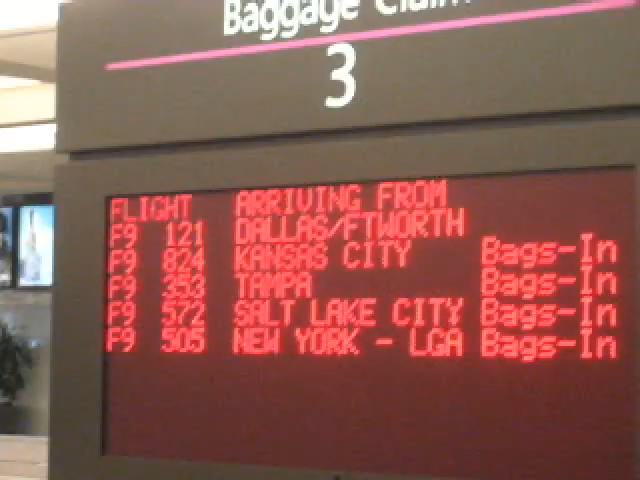 Baggage Claim
3
FLIGHT ARRIVING FROM
F9 121 DALLAS/FTWORTH
F9 824 KANSAS CITY Bags-In
F9 353 TAMPA Bags-In
F9 572 SALT LAKE CITY Bags-In
F9 505 NEW YORK - LGA Bags-In